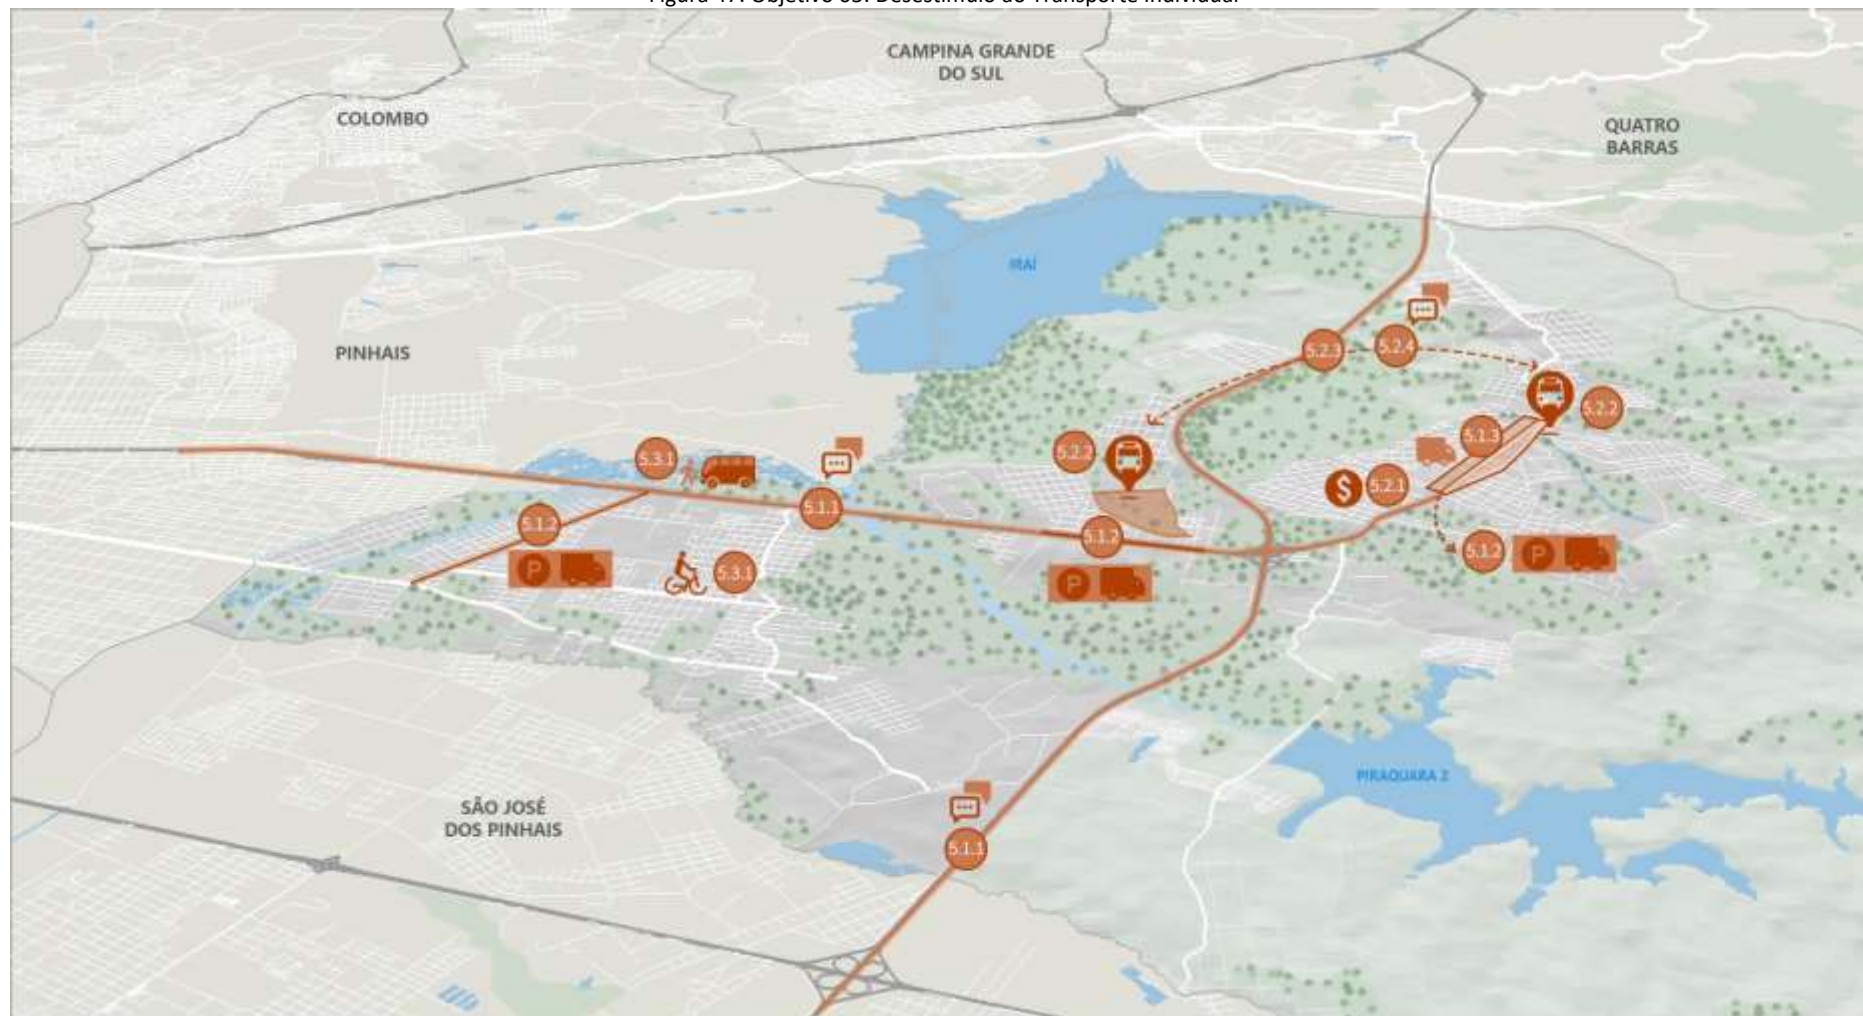 Figura 47: Objetivo 05: Desestímulo ao Transporte Individual
CAMPINA GRANDE
DO SUL
COLOMBO
QUATRO
BARRAS
IRAÍ
PINHAIS
5.2.3
5.2.4
5.2.2
5.1.3
5.2.2
5.3.1
$
5.2.1
5.1.1
5.1.2
5.1.2
5.1.2
P
P
P
5.3.1
PIRAQUARA 2
SÃO JOSÉ
DOS PINHAIS
5.1.1